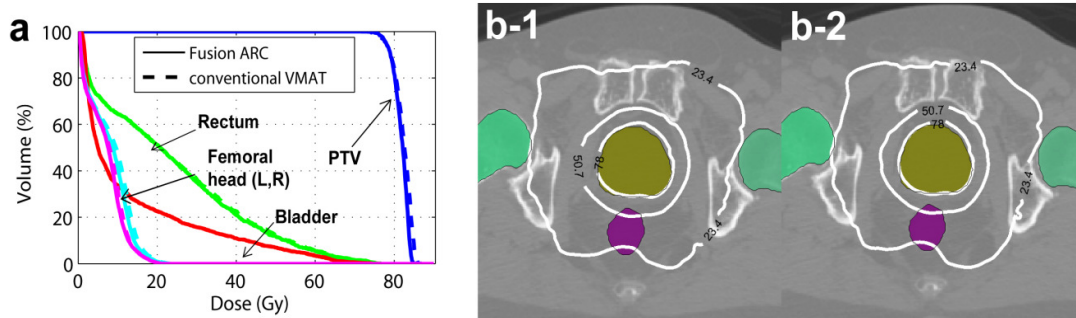 a
100
80
60
40
20
0
Volume (%)
Fusion ARC
conventional VMAT
Rectum
PTV
Femoral
head (L,R)
Bladder
0 20 40 60 80
Dose (Gy)
b-1
23.4
50.7
78
23.4
b-2
23.4
50.7
78
23.4